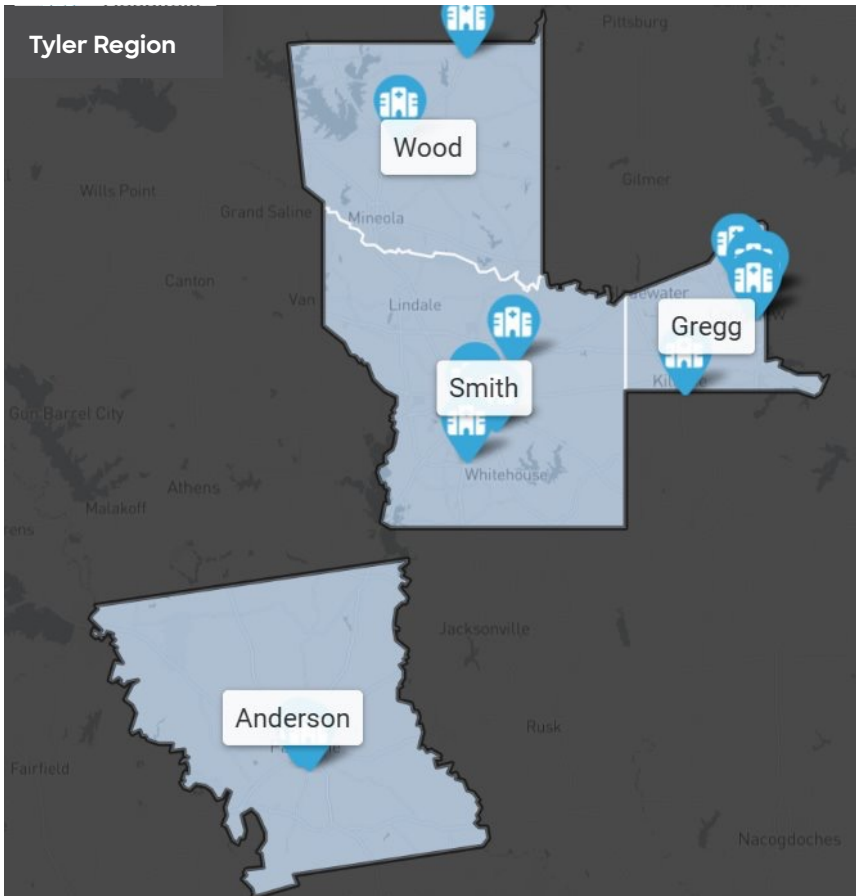 Tyler Region
Pittsburg
Wood
Wills Point
Gilmer
Grand Saline
Mineola
Canton
Van
Lindale
Gregg
Smith
Gun Barrel City
Whitehouse
Athens
Malakoff
Jacksonville
Anderson
Rusk
Fairfield
Nacogdoches